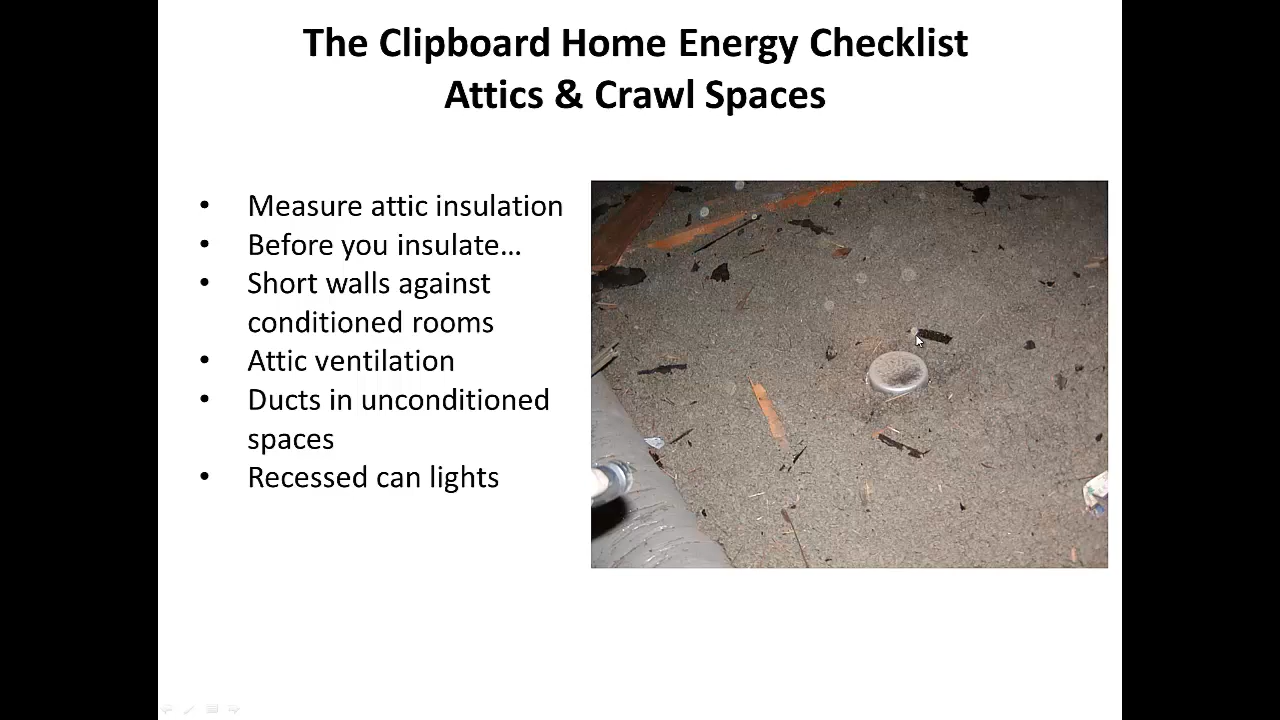 The Clipboard Home Energy Checklist
Attics & Crawl Spaces
• Measure attic insulation
• Before you insulate…
• Short walls against
conditioned rooms
• Attic ventilation
• Ducts in unconditioned
spaces
• Recessed can lights